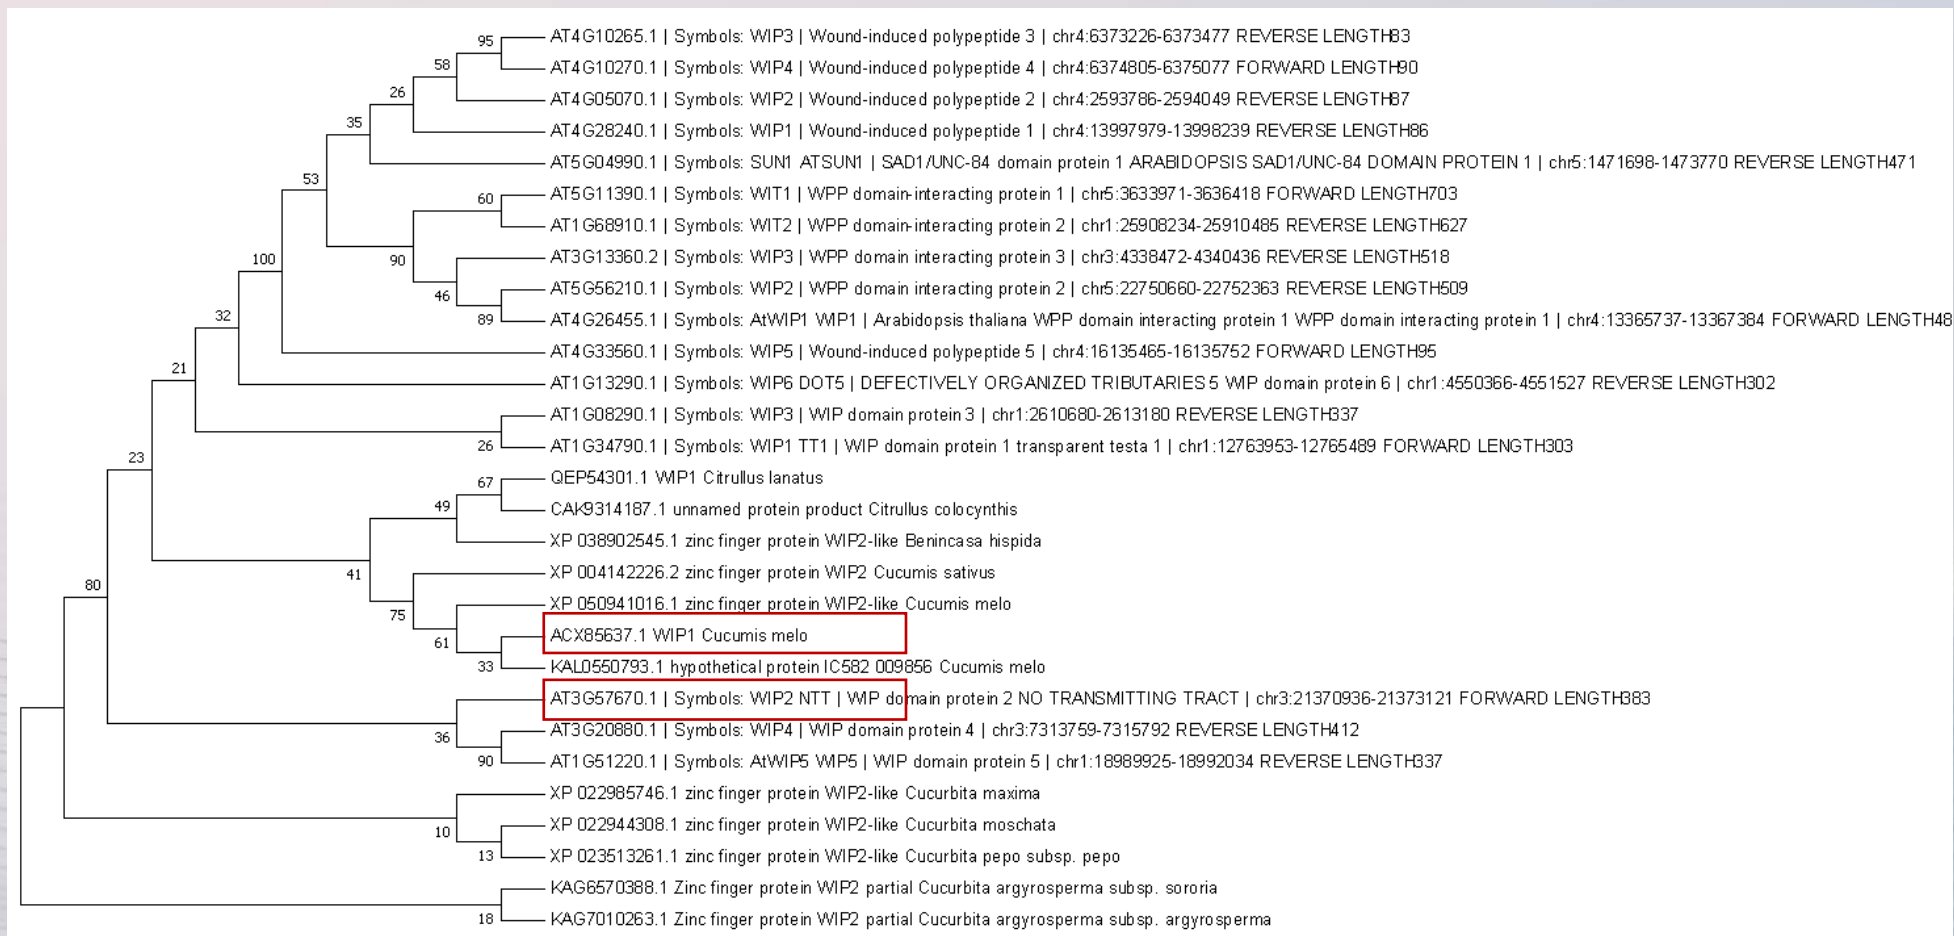 95
AT4G10265.1 | Symbols: WIP3 | Wound-induced polypeptide 3 | chr4:6373226-6373477 REVERSE LENGTH83
58
AT4G10270.1 | Symbols: WIP4 | Wound-induced polypeptide 4 | chr4:6374805-6375077 FORWARD LENGTH90
26
AT4G05070.1 | Symbols: WIP2 | Wound-induced polypeptide 2 | chr4:2593786-2594049 REVERSE LENGTH87
35
AT4G28240.1 | Symbols: WIP1 | Wound-induced polypeptide 1 | chr4:13997979-13998239 REVERSE LENGTH86
AT5G04990.1 | Symbols: SUN1 ATSUN1 | SAD1/UNC-84 domain protein 1 ARABIDOPSIS SAD1/UNC-84 DOMAIN PROTEIN 1 | chr5:1471698-1473770 REVERSE LENGTH471
53
60
AT5G11390.1 | Symbols: WIT1 | WPP domain-interacting protein 1 | chr5:3633971-3636418 FORWARD LENGTH703
AT1G68910.1 | Symbols: WIT2 | WPP domain-interacting protein 2 | chr1:25908234-25910485 REVERSE LENGTH627
100
90
AT3G13360.2 | Symbols: WIP3 | WPP domain interacting protein 3 | chr3:4338472-4340436 REVERSE LENGTH518
46
AT5G56210.1 | Symbols: WIP2 | WPP domain interacting protein 2 | chr5:22750660-22752363 REVERSE LENGTH509
32
89
AT4G26455.1 | Symbols: AtWIP1 WIP1 | Arabidopsis thaliana WPP domain interacting protein 1 WPP domain interacting protein 1 | chr4:13365737-13367384 FORWARD LENGTH48
AT4G33560.1 | Symbols: WIP5 | Wound-induced polypeptide 5 | chr4:16135465-16135752 FORWARD LENGTH95
21
AT1G13290.1 | Symbols: WIP6 DOT5 | DEFECTIVELY ORGANIZED TRIBUTARIES 5 WIP domain protein 6 | chr1:4550366-4551527 REVERSE LENGTH302
AT1G08290.1 | Symbols: WIP3 | WIP domain protein 3 | chr1:2610680-2613180 REVERSE LENGTH337
26
AT1G34790.1 | Symbols: WIP1 TT1 | WIP domain protein 1 transparent testa 1 | chr1:12763953-12765489 FORWARD LENGTH303
23
67
QEP54301.1 WIP1 Citrullus lanatus
49
CAK9314187.1 unnamed protein product Citrullus colocynthis
XP 038902545.1 zinc finger protein WIP2-like Benincasa hispida
41
XP 004142226.2 zinc finger protein WIP2 Cucumis sativus
80
75
XP 050941016.1 zinc finger protein WIP2-like Cucumis melo
61
ACX85637.1 WIP1 Cucumis melo
33
KAL0550793.1 hypothetical protein IC582 009856 Cucumis melo
AT3G57670.1 | Symbols: WIP2 NTT | WIP domain protein 2 NO TRANSMITTING TRACT | chr3:21370936-21373121 FORWARD LENGTH383
36
AT3G20880.1 | Symbols: WIP4 | WIP domain protein 4 | chr3:7313759-7315792 REVERSE LENGTH412
90
AT1G51220.1 | Symbols: AtWIP5 WIP5 | WIP domain protein 5 | chr1:18989925-18992034 REVERSE LENGTH337
XP 022985746.1 zinc finger protein WIP2-like Cucurbita maxima
10
XP 022944308.1 zinc finger protein WIP2-like Cucurbita moschata
13
XP 023513261.1 zinc finger protein WIP2-like Cucurbita pepo subsp. pepo
KAG6570388.1 Zinc finger protein WIP2 partial Cucurbita argyrosperma subsp. sororia
18
KAG7010263.1 Zinc finger protein WIP2 partial Cucurbita argyrosperma subsp. argyrosperma